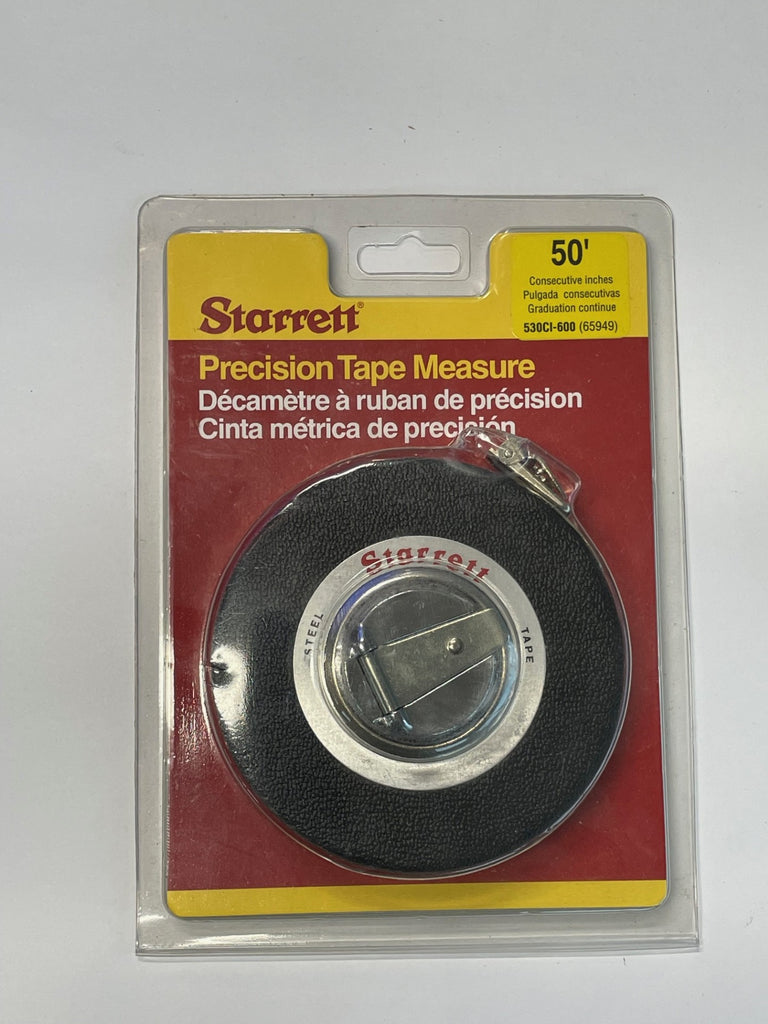 50'
Consecutive inches
Pulgada consecutivas
Graduation continue
530CI-600 (65949)
Starrett®
Precision Tape Measure
Décamètre à ruban de précision
Cinta métrica de precisión
Starrett
STEEL TAPE